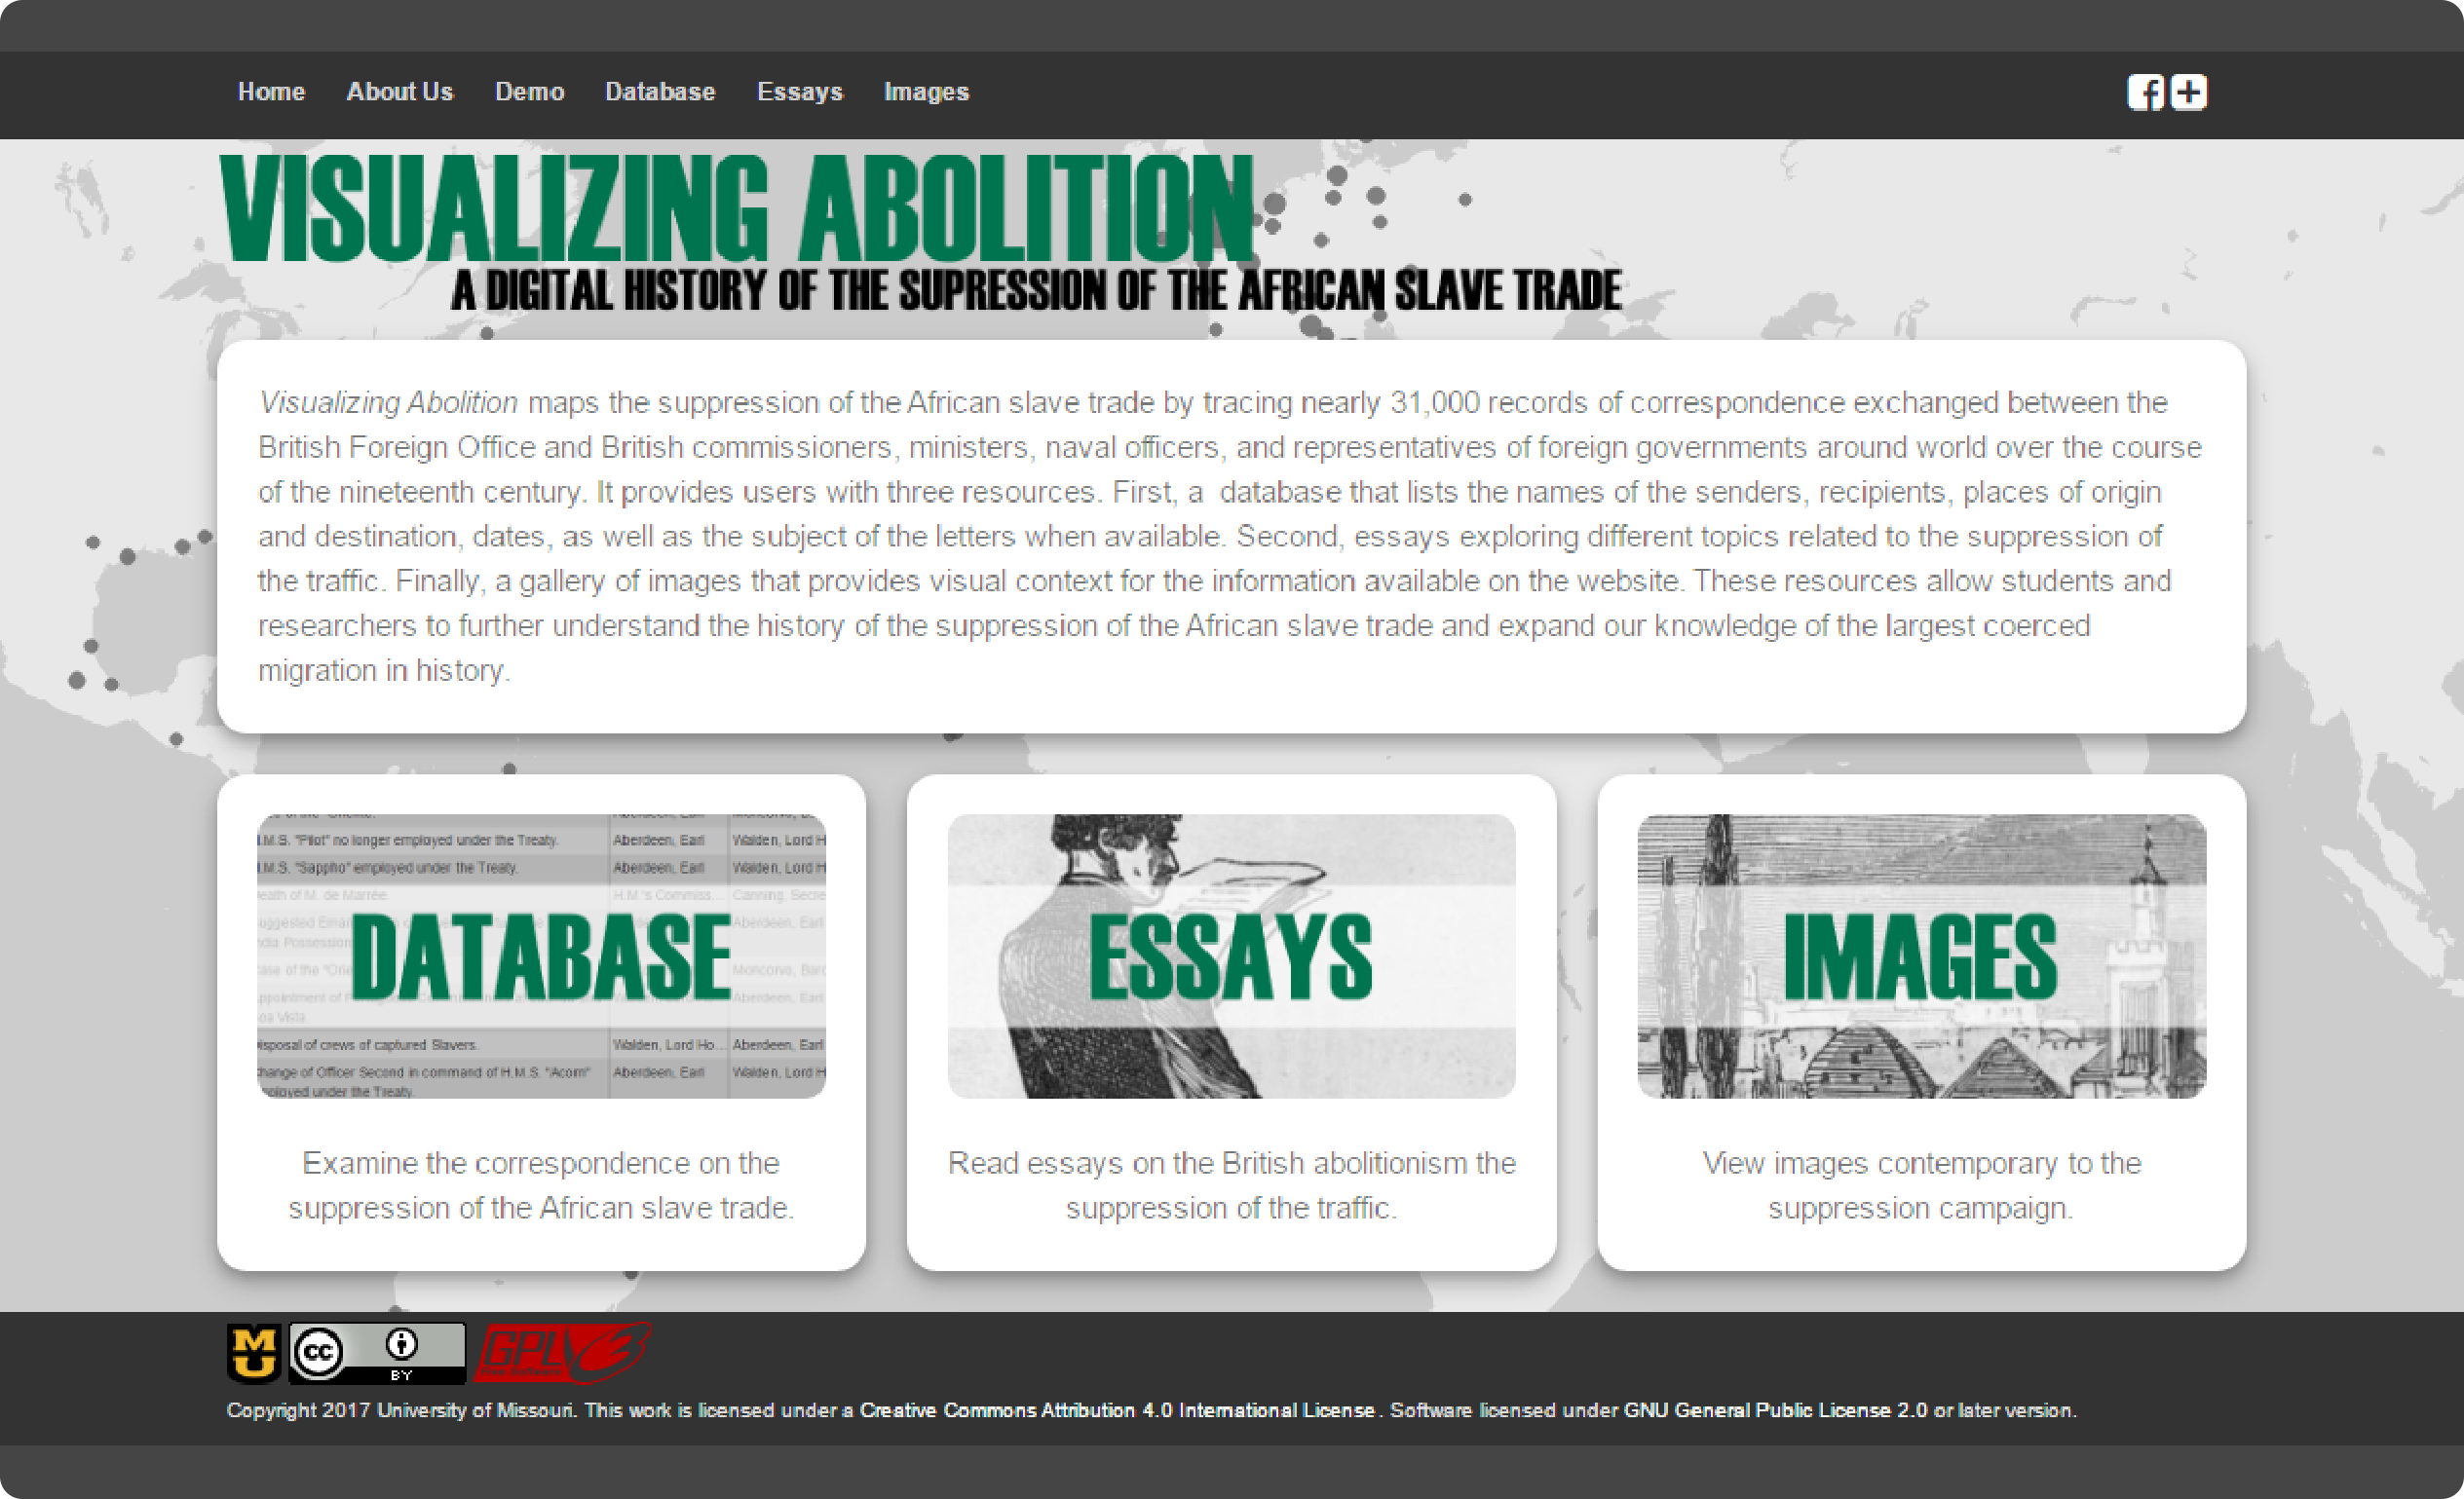 Home About Us Demo Database Essays Images
VISUALIZING ABOLITION
A DIGITAL HISTORY OF THE SUPRESSION OF THE AFRICAN SLAVE TRADE
Visualizing Abolition maps the suppression of the African slave trade by tracing nearly 31,000 records of correspondence exchanged between the
British Foreign Office and British commissioners, ministers, naval officers, and representatives of foreign governments around world over the course
of the nineteenth century. It provides users with three resources. First, a database that lists the names of the senders, recipients, places of origin
and destination, dates, as well as the subject of the letters when available. Second, essays exploring different topics related to the suppression of
the traffic. Finally, a gallery of images that provides visual context for the information available on the website. These resources allow students and
researchers to further understand the history of the suppression of the African slave trade and expand our knowledge of the largest coerced
migration in history.
.M.S. "Pilot" no longer employed under the Treaty. Aberdeen, Earl Walden, Lord H
.M.S. "Sappho" employed under the Treaty. Aberdeen, Earl Walden, Lord H
eath of M. de Marrée. H.M.'s Commiss... Canning, Secre
uggested Aberdeen, Earl
ndia Possession
ase of the "Orie Moncorvo, Barc
ppointment of Aberdeen, Earl
oa Vista.
DATABASE
isposal of crews of captured Slavers. Walden, Lord Ho... Aberdeen, Earl
hange of Officer Second in command of H.M.S. "Acorn" Aberdeen, Earl Walden, Lord H
mployed under the Treaty.
Examine the correspondence on the
suppression of the African slave trade.
ESSAYS
Read essays on the British abolitionism the
suppression of the traffic.
IMAGES
View images contemporary to the
suppression campaign.
MU cc BY GPLv3
Copyright 2017 University of Missouri. This work is licensed under a Creative Commons Attribution 4.0 International License. Software licensed under GNU General Public License 2.0 or later version.